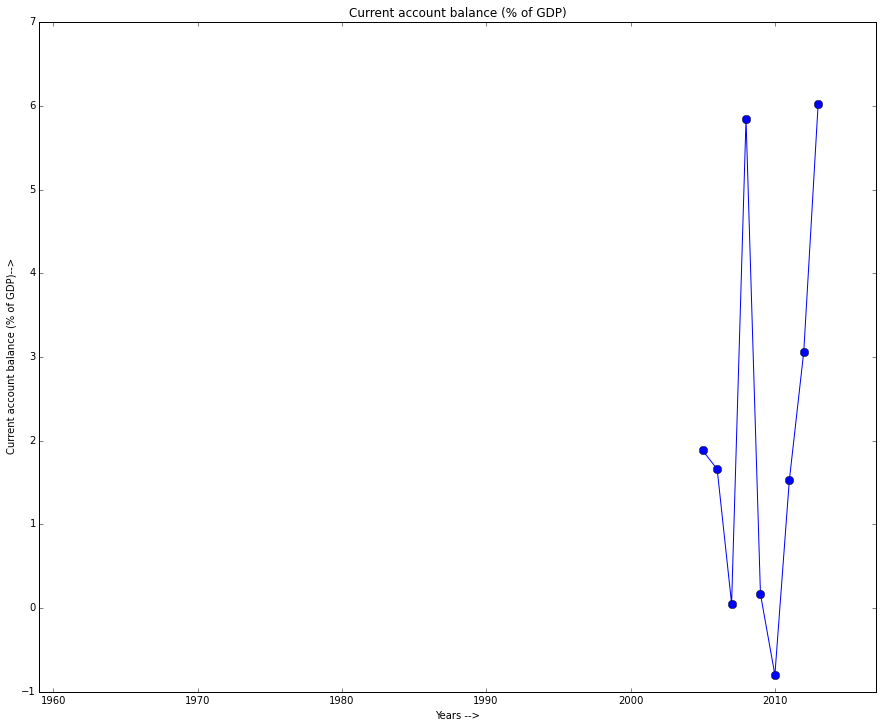 Current account balance (% of GDP)
7
6
5
4
3
2
1
0
−1
Current account balance (% of GDP)-->
1960 1970 1980 1990 2000 2010
Years -->